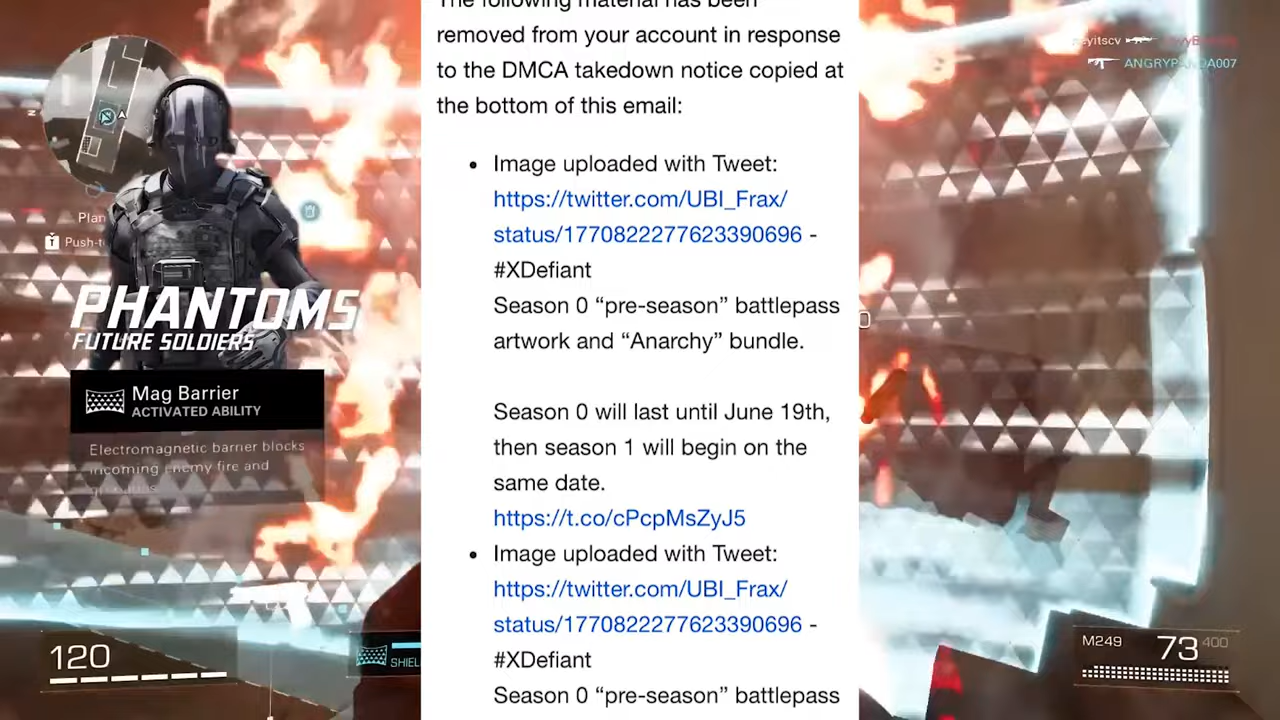 The following material has been
removed from your account in response
to the DMCA takedown notice copied at
the bottom of this email:
• Image uploaded with Tweet:
https://twitter.com/UBI_Frax/
status/1770822277623390696 -
#XDefiant
Season 0 “pre-season” battlepass
artwork and “Anarchy” bundle.
Season 0 will last until June 19th,
then season 1 will begin on the
same date.
https://t.co/cPcpMsZyJ5
• Image uploaded with Tweet:
https://twitter.com/UBI_Frax/
status/1770822277623390696 -
#XDefiant
Season 0 “pre-season” battlepass
PHANTOMS
FUTURE SOLDIERS
Mag Barrier
ACTIVATED ABILITY
Electromagnetic barrier blocks
incoming enemy fire and
120
SHIEL
ANGRYPANDA007
M249 73 400